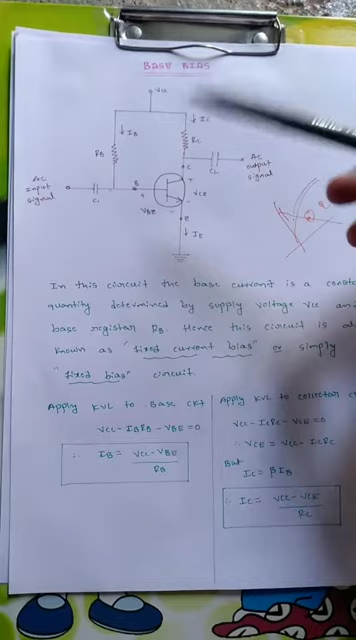 BASE BIAS
VCC
IB
IC
RB
RC
C
AC
input
signal
C1
B
C2
AC
output
signal
+
+
VCE
VBE
-
-
E
IE
In this circuit the base current is a
quantity determined by supply voltage Vcc
base register RB. Hence this circuit is
known as "fixed current bias" or simply
"fixed bias" circuit.
Apply KVL to Base CKT
VCC - IBRB - VBE = 0
∴ IB = VCC - VBE
RB
Apply KVL to collector
VCC - ICRC - VCE = 0
∴ VCE = VCC - ICRC
But
IC = βIB
∴ IC = VCC - VCE
RC